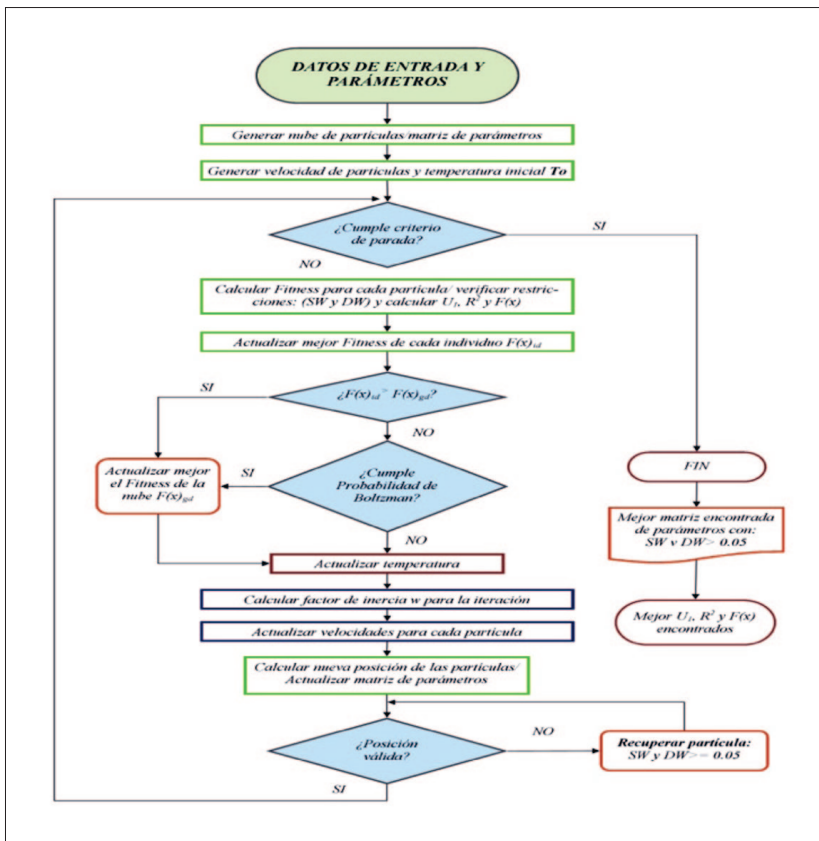 DATOS DE ENTRADA Y
PARÁMETROS
Generar nube de partículas/matriz de parámetros
Generar velocidad de partículas y temperatura inicial To
¿Cumple criterio
de parada?
SI
NO
Calcular Fitness para cada partícula/ verificar restric-
ciones: (SW y DW) y calcular U₁, R² y F(x)
Actualizar mejor Fitness de cada individuo F(x)id
¿F(x)id > F(x)gd?
SI
NO
Actualizar mejor
el Fitness de la
nube F(x)gd
SI
¿Cumple
Probabilidad de
Boltzman?
NO
Actualizar temperatura
Calcular factor de inercia w para la iteración
Actualizar velocidades para cada partícula
Calcular nueva posición de las partículas/
Actualizar matriz de parámetros
¿Posición
válida?
NO
SI
Recuperar partícula:
SW y DW>= 0.05
FIN
Mejor matriz encontrada
de parámetros con:
SW y DW> 0.05
Mejor U₁, R² y F(x)
encontrados